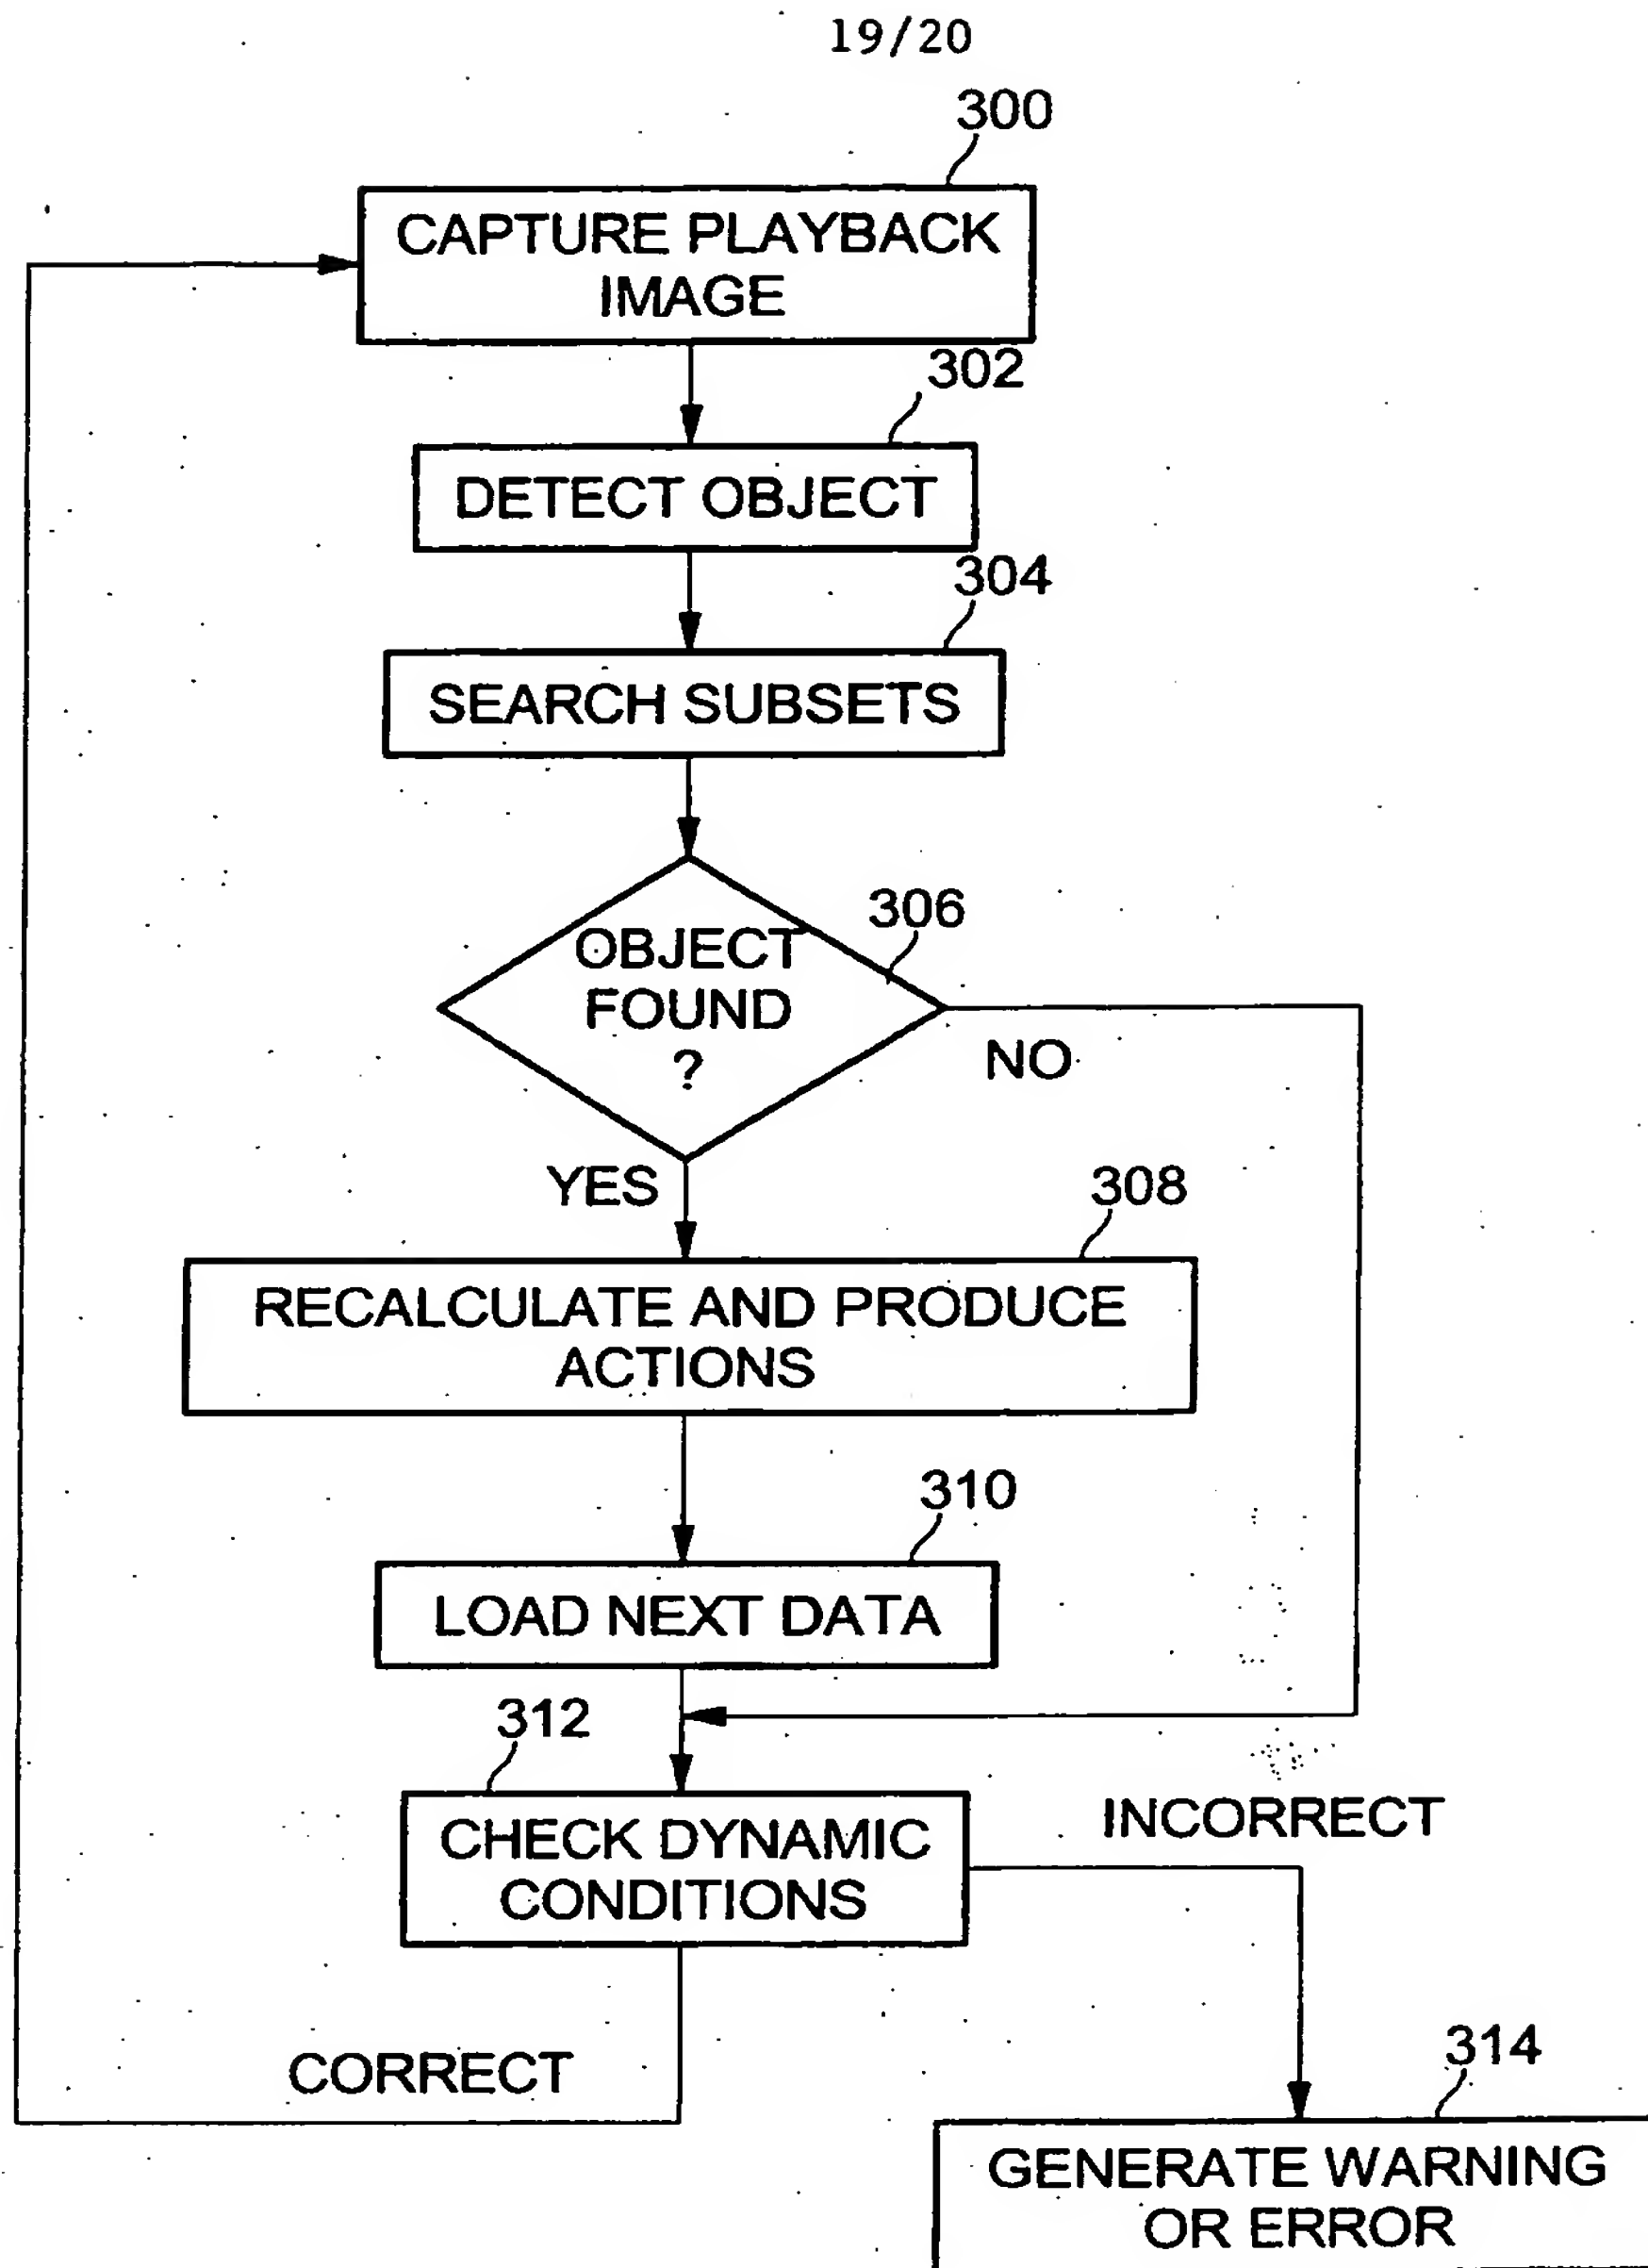 19/20
300
CAPTURE PLAYBACK
IMAGE
302
DETECT OBJECT
304
SEARCH SUBSETS
306
OBJECT
FOUND
?
NO
YES
308
RECALCULATE AND PRODUCE
ACTIONS
310
LOAD NEXT DATA
312
CHECK DYNAMIC
CONDITIONS
INCORRECT
CORRECT
314
GENERATE WARNING
OR ERROR